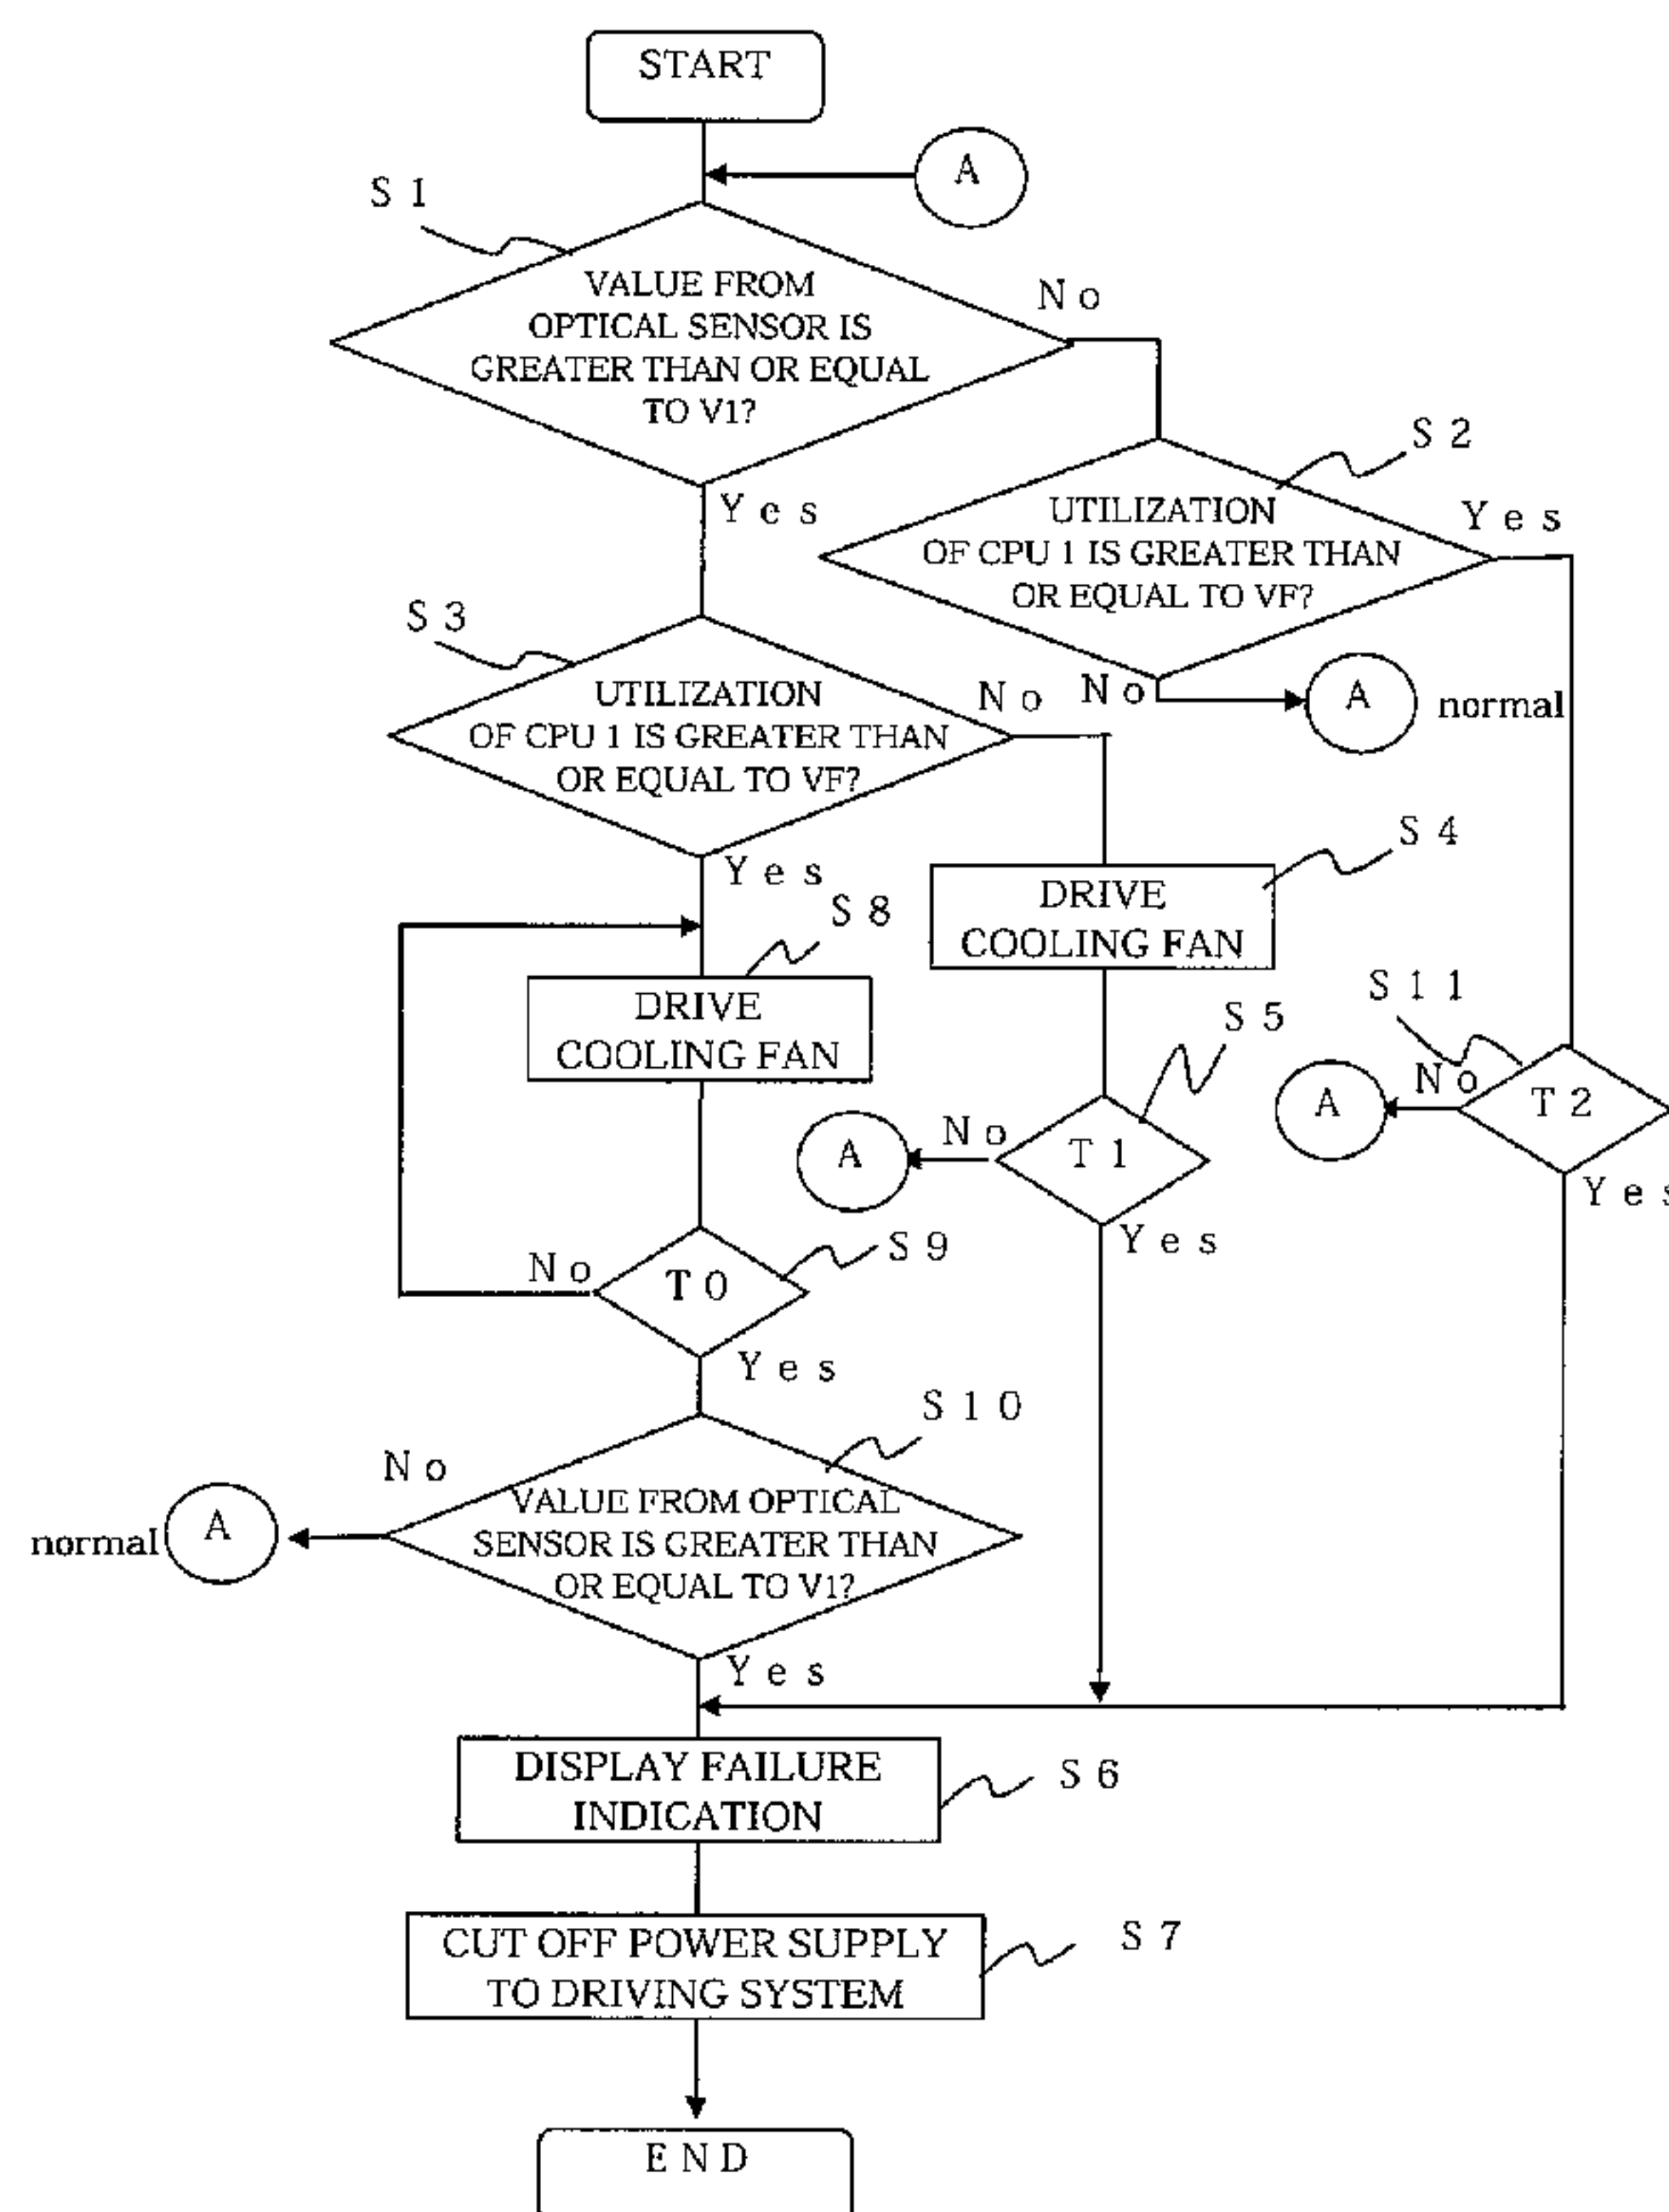 START
A
S 1
VALUE FROM
OPTICAL SENSOR IS
GREATER THAN OR EQUAL
TO V1?
No
Yes
S 2
UTILIZATION
OF CPU 1 IS GREATER THAN
OR EQUAL TO VF?
Yes
No
A
normal
S 3
UTILIZATION
OF CPU 1 IS GREATER THAN
OR EQUAL TO VF?
No
Yes
S 4
DRIVE
COOLING FAN
S 8
DRIVE
COOLING FAN
S 5
T 1
No
A
Yes
S 1 1
T 2
No
A
Yes
S 9
T 0
No
Yes
S 1 0
VALUE FROM OPTICAL
SENSOR IS GREATER THAN
OR EQUAL TO V1?
No
A
normal
Yes
DISPLAY FAILURE
INDICATION
S 6
CUT OFF POWER SUPPLY
TO DRIVING SYSTEM
S 7
END